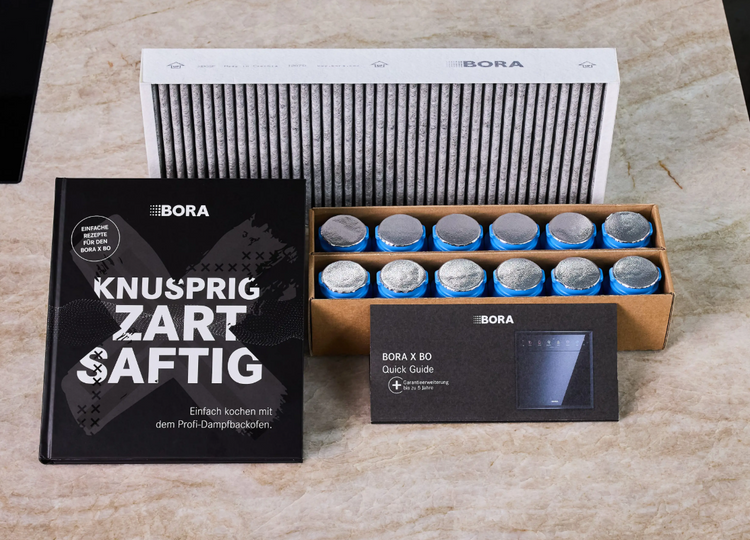 BORA
BORA
EINFACHE
REZEPTE
FÜR DEN
BORA X BO
KNUSPRIG
ZART
SAFTIG
Einfach kochen mit
dem Profi-Dampfbackofen.
BORA
BORA X BO
Quick Guide
Garantieerweiterung
bis zu 5 Jahre